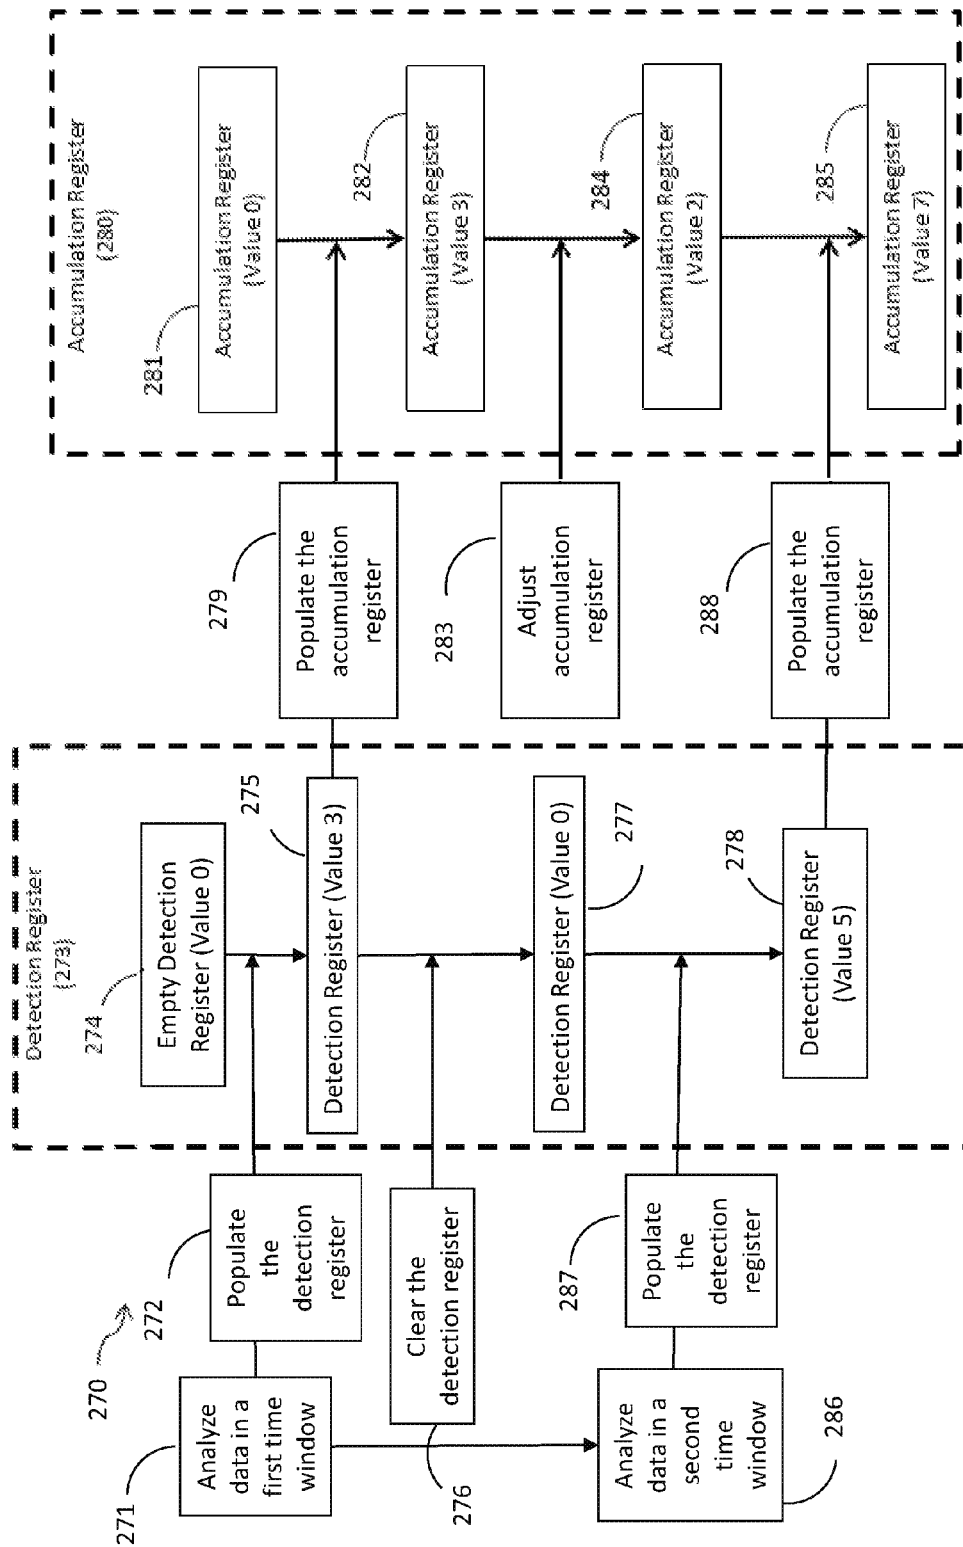 270
271
Analyze
data in a
first time
window
272
Populate
the
detection
register
276
Clear the
detection register
286
Analyze
data in a
second
time
window
287
Populate
the
detection
register
Detection Register
{273}
274
Empty Detection
Register (Value 0)
275
Detection Register (Value 3)
277
Detection Register (Value 0)
278
Detection Register
(Value 5)
279
Populate the
accumulation
register
283
Adjust
accumulation
register
288
Populate the
accumulation
register
Accumulation Register
{280}
281
Accumulation Register
(Value 0)
282
Accumulation Register
(Value 3)
284
Accumulation Register
(Value 2)
285
Accumulation Register
(Value 7)